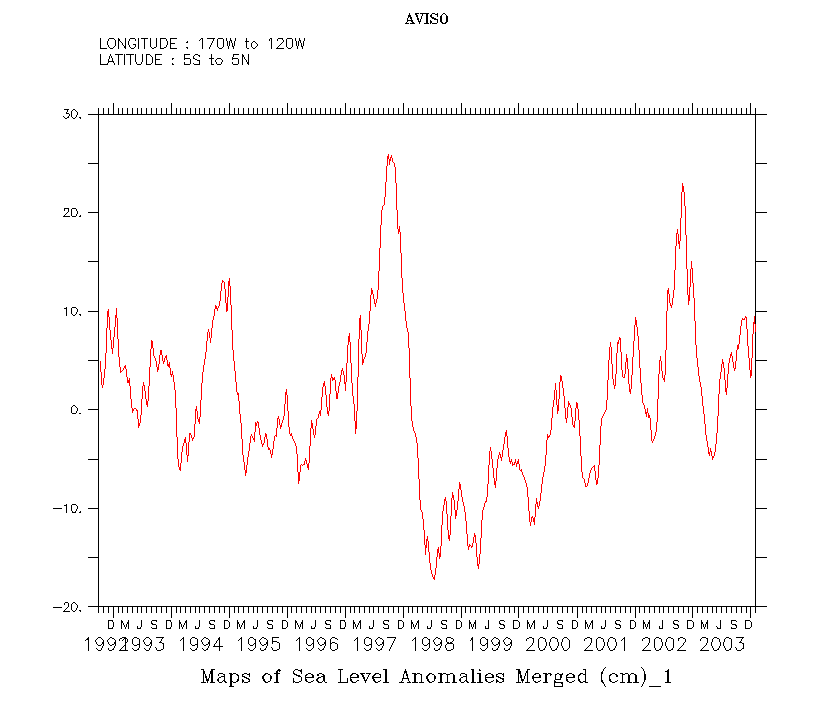 AVISO
LONGITUDE : 170W to 120W
LATITUDE : 5S to 5N
30.
20.
10.
0.
−10.
−20.
D M J S D M J S D M J S D M J S D M J S D M J S D M J S D M J S D M J S D M J S D M J S D
1992 1993 1994 1995 1996 1997 1998 1999 2000 2001 2002 2003
Maps of Sea Level Anomalies Merged (cm)_1